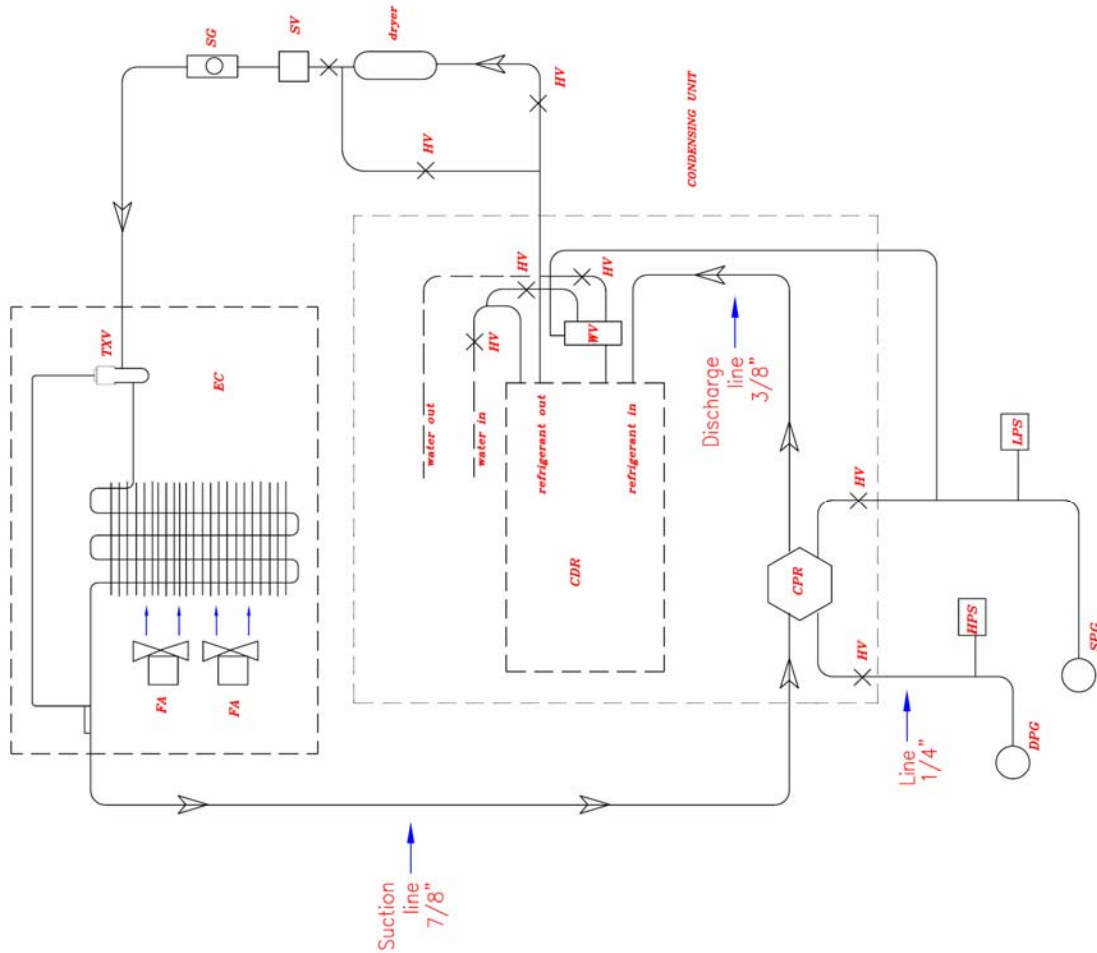 SG
SV
dryer
HV
HV
CONDENSING UNIT
TXV
EC
FA
FA
HV
HV
HV
WV
water out
water in
refrigerant out
refrigerant in
CDR
Discharge
line
3/8"
CPR
HV
HV
LPS
HPS
SPG
DPG
Line
1/4"
Suction
line
7/8"